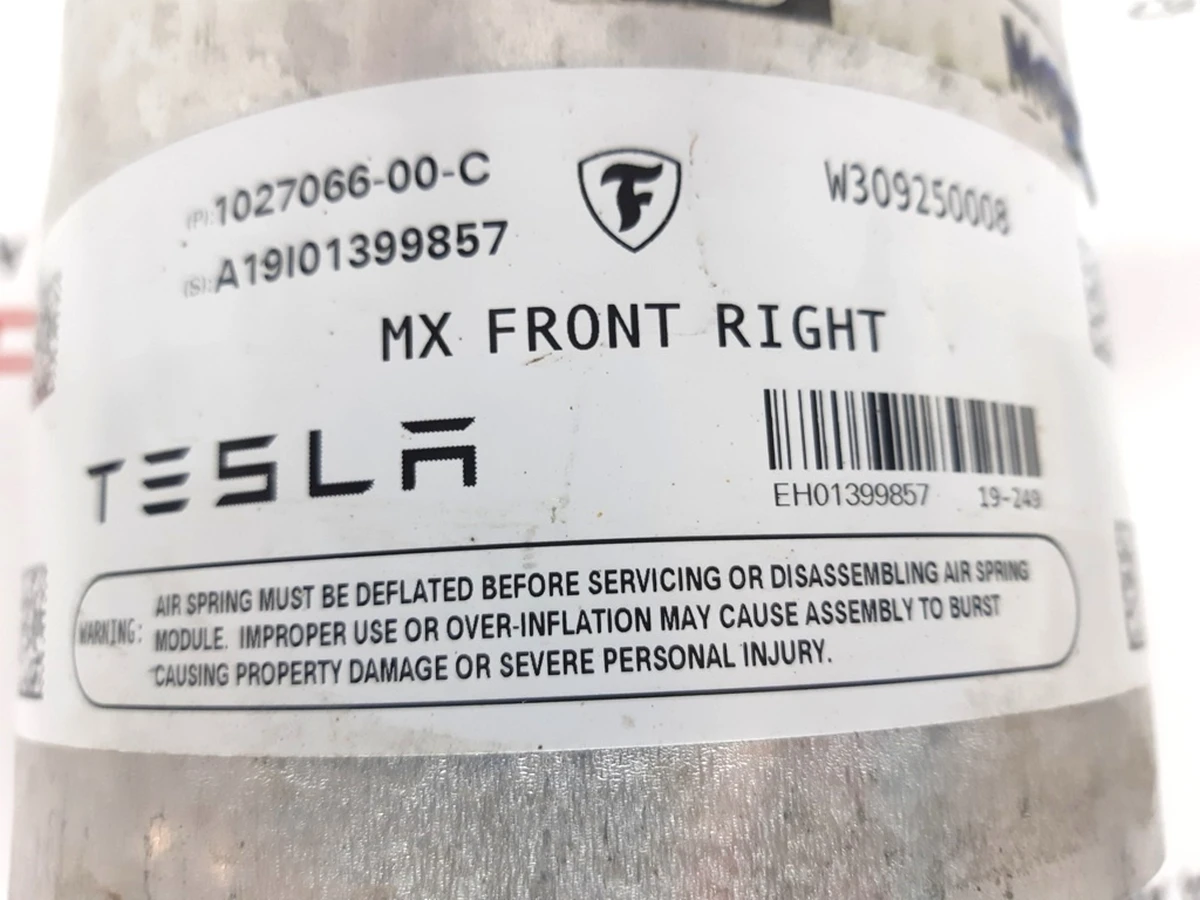 (P):1027066-00-C
(S):A19I01399857
F
W309250008
MX FRONT RIGHT
TESLA
EH01399857 19-249
WARNING: AIR SPRING MUST BE DEFLATED BEFORE SERVICING OR DISASSEMBLING AIR SPRING
MODULE. IMPROPER USE OR OVER-INFLATION MAY CAUSE ASSEMBLY TO BURST
CAUSING PROPERTY DAMAGE OR SEVERE PERSONAL INJURY.